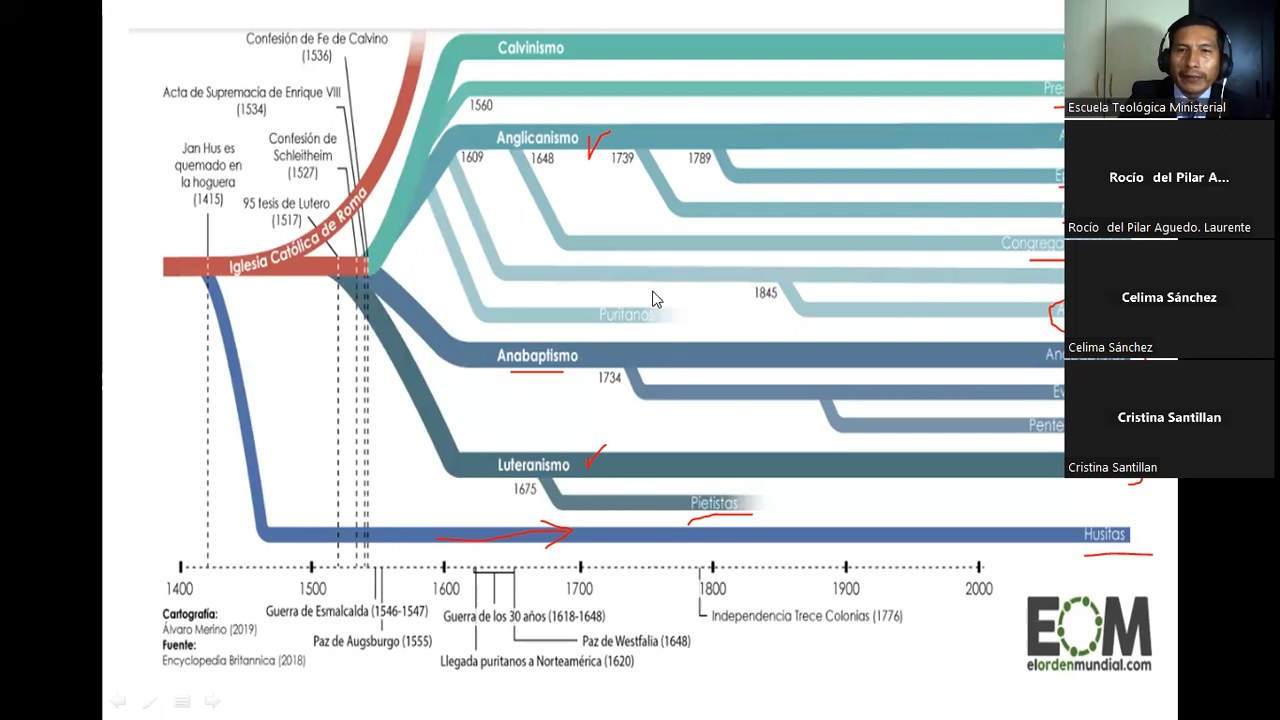 Confesión de Fe de Calvino
(1536)
Acta de Supremacía de Enrique VIII
(1534)
Confesión de
Schleitheim
(1527)
Jan Hus es
quemado en
la hoguera
(1415)
95 tesis de Lutero
(1517)
Iglesia Católica de Roma
Calvinismo
1560
Anglicanismo
1609
1648
1739
1789
1845
Puritanos
Anabaptismo
1734
Luteranismo
1675
Pietistas
Husitas
1400
1500
1600
1700
1800
1900
2000
Guerra de Esmalcalda (1546-1547)
Paz de Augsburgo (1555)
Guerra de los 30 años (1618-1648)
Paz de Westfalia (1648)
Llegada puritanos a Norteamérica (1620)
Independencia Trece Colonias (1776)
Cartografía:
Álvaro Merino (2019)
Fuente:
Encyclopedia Britannica (2018)
EOM
elordenmundial.com
Escuela Teológica Ministerial
Rocío del Pilar A...
Rocío del Pilar Aguedo. Laurente
Celima Sánchez
Celima Sánchez
Cristina Santillan
Cristina Santillan